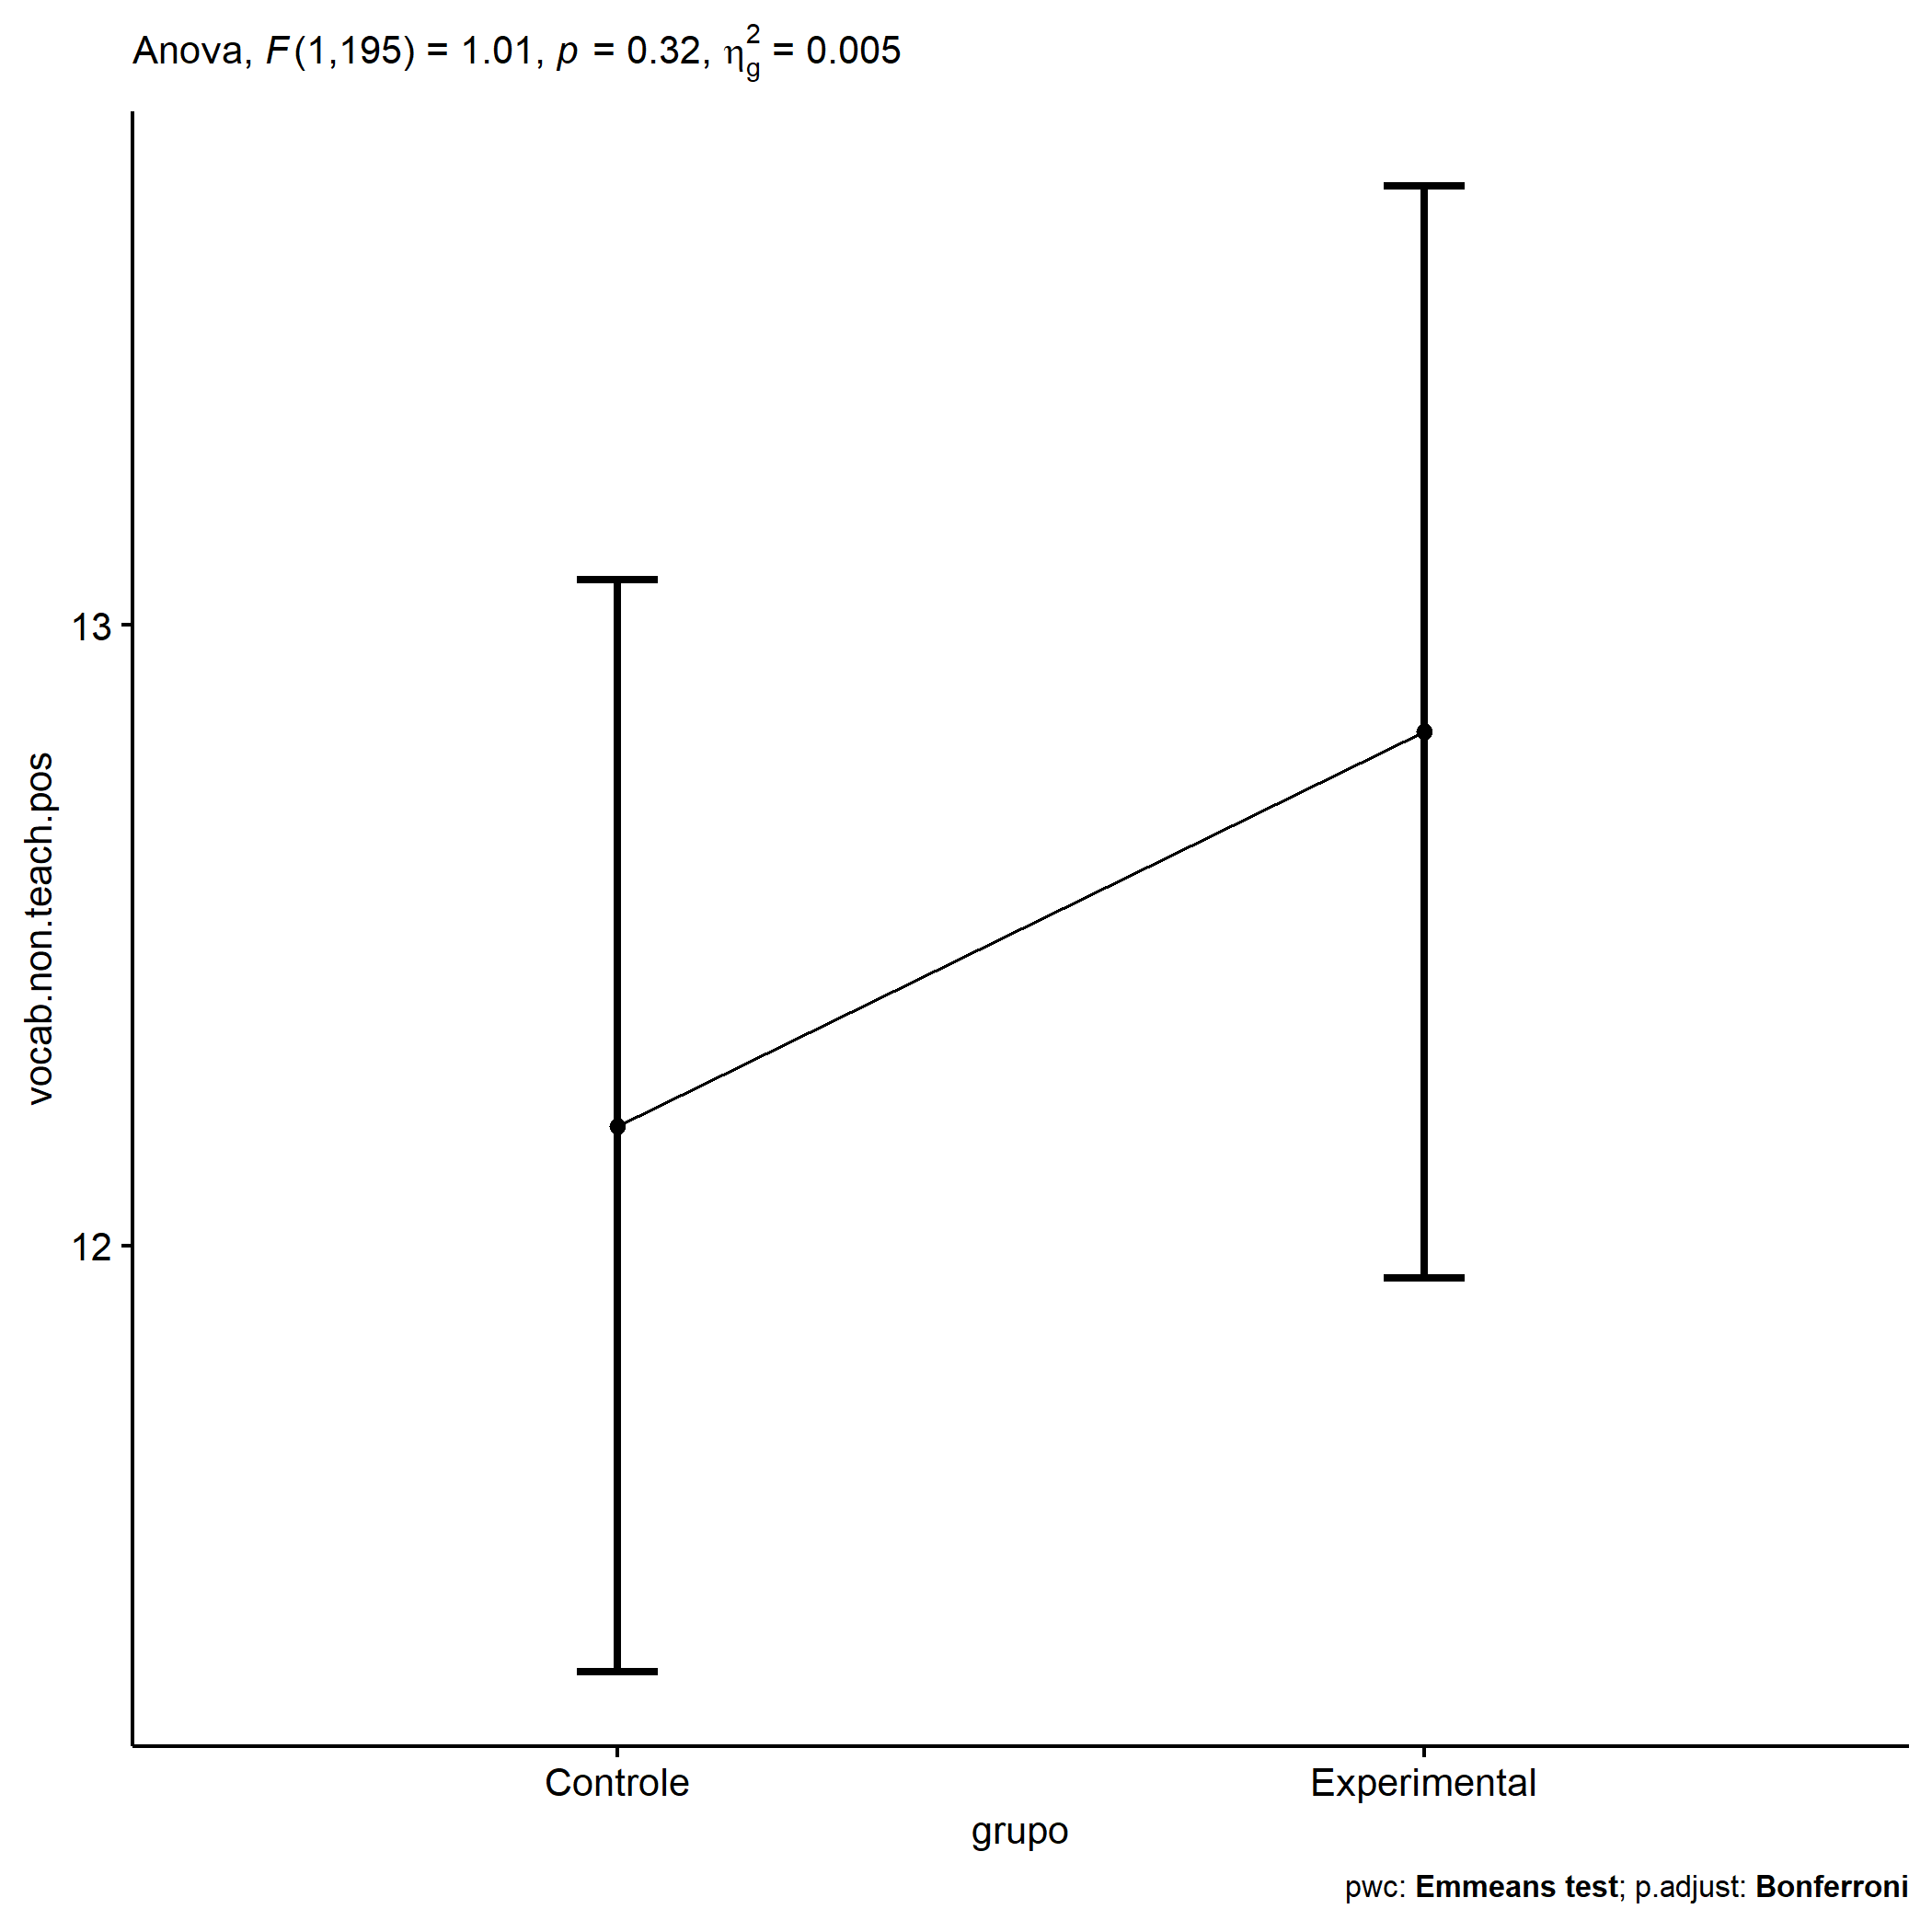 Anova, F(1,195) = 1.01, p = 0.32, η²g = 0.005
13
12
vocab.non.teach.pos
Controle Experimental
grupo
pwc: Emmeans test; p.adjust: Bonferroni